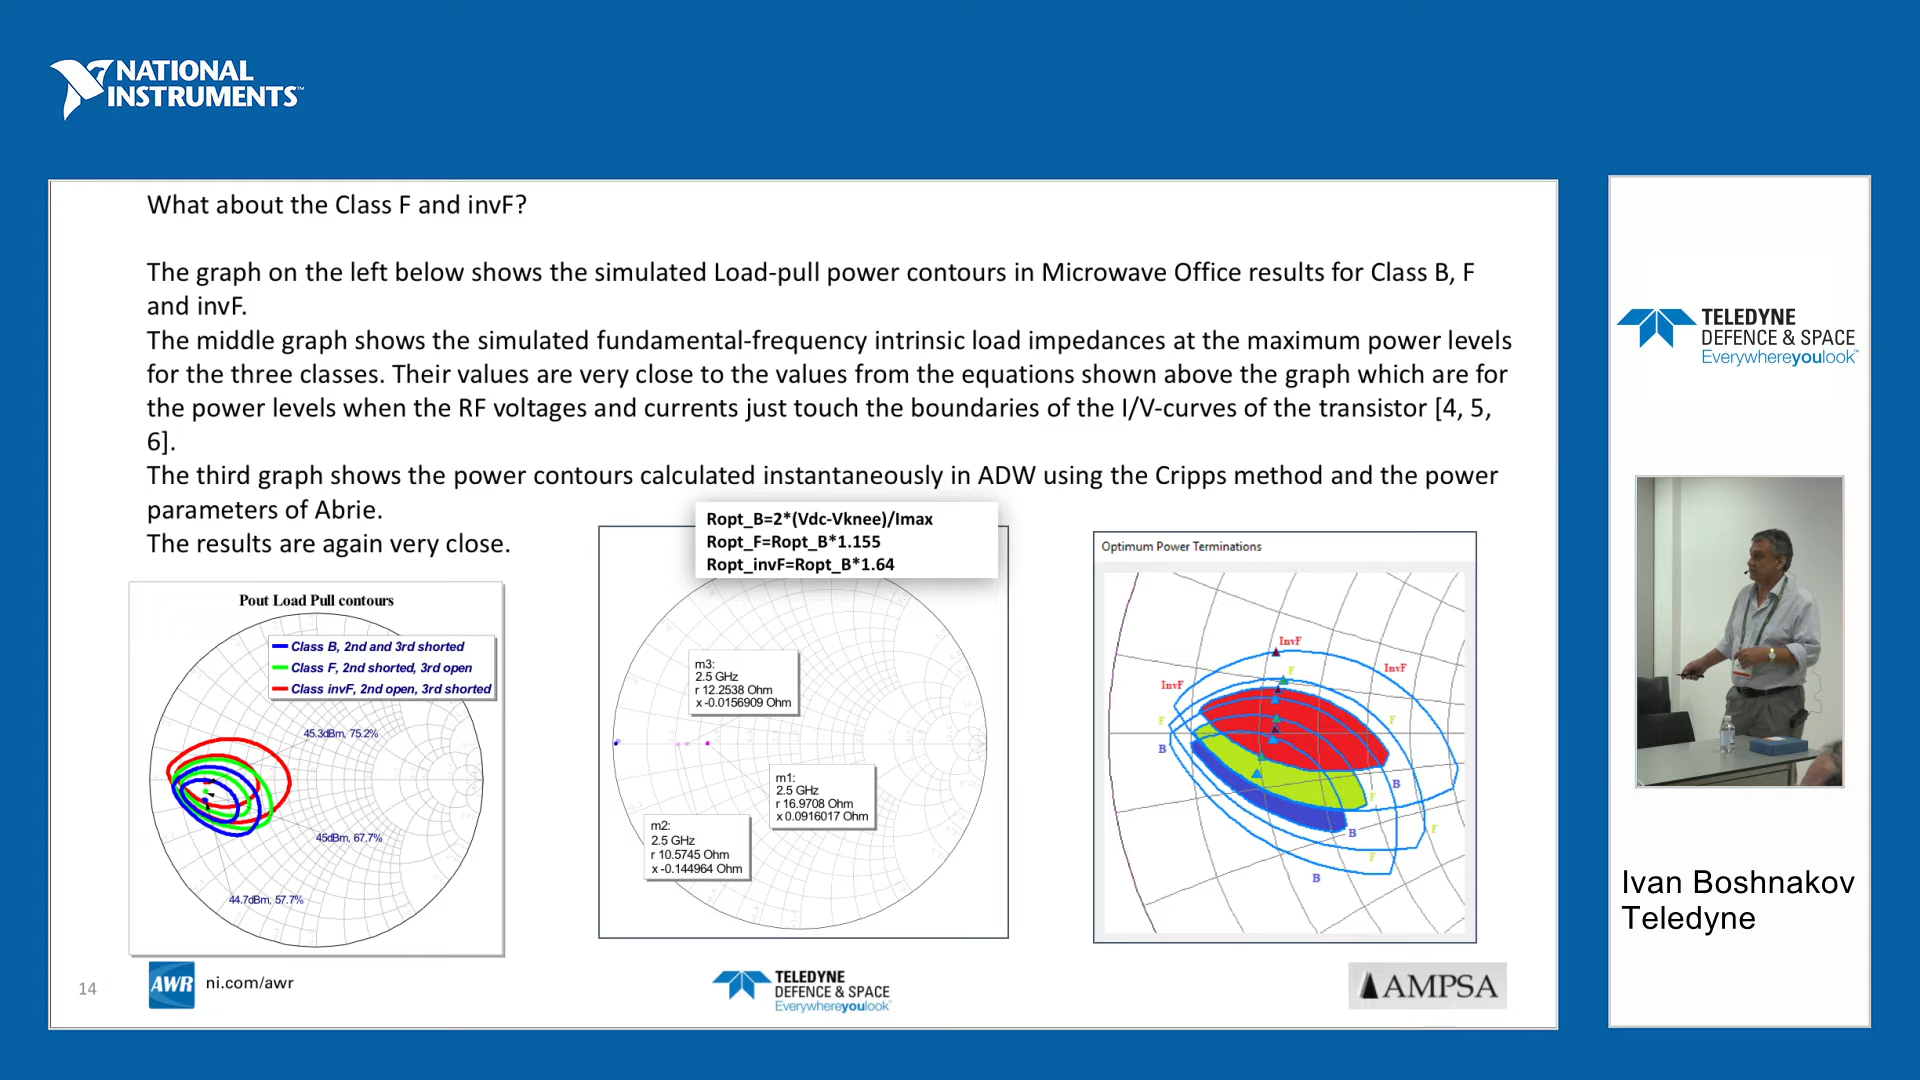 NATIONAL
INSTRUMENTS™
What about the Class F and invF?
The graph on the left below shows the simulated Load-pull power contours in Microwave Office results for Class B, F
and invF.
The middle graph shows the simulated fundamental-frequency intrinsic load impedances at the maximum power levels
for the three classes. Their values are very close to the values from the equations shown above the graph which are for
the power levels when the RF voltages and currents just touch the boundaries of the I/V-curves of the transistor [4, 5,
6].
The third graph shows the power contours calculated instantaneously in ADW using the Cripps method and the power
parameters of Abrie.
The results are again very close.
Pout Load Pull contours
Class B, 2nd and 3rd shorted
Class F, 2nd shorted, 3rd open
Class invF, 2nd open, 3rd shorted
45.3dBm, 75.2%
45dBm, 67.7%
44.7dBm, 57.7%
Ropt_B=2*(Vdc-Vknee)/Imax
Ropt_F=Ropt_B*1.155
Ropt_invF=Ropt_B*1.64
m3:
2.5 GHz
r 12.2538 Ohm
x -0.0156909 Ohm
m1:
2.5 GHz
r 16.9708 Ohm
x 0.0916017 Ohm
m2:
2.5 GHz
r 10.5745 Ohm
x -0.144964 Ohm
Optimum Power Terminations
InvF
InvF
F
InvF
F
F
B
B
F
B
F
F
B
14
AWR
ni.com/awr
TELEDYNE
DEFENCE & SPACE
Everywhereyoulook™
AMPSA
TELEDYNE
DEFENCE & SPACE
Everywhereyoulook™
Ivan Boshnakov
Teledyne